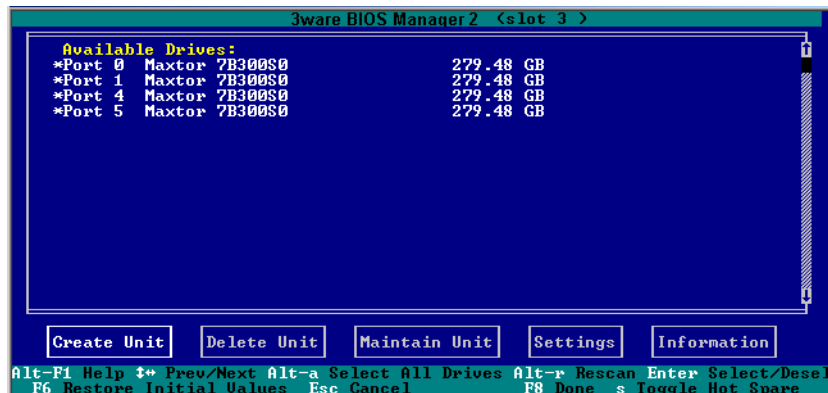 3ware BIOS Manager 2 (slot 3 )
Available Drives:
*Port 0 Maxtor 7B300S0 279.48 GB
*Port 1 Maxtor 7B300S0 279.48 GB
*Port 4 Maxtor 7B300S0 279.48 GB
*Port 5 Maxtor 7B300S0 279.48 GB
Create Unit Delete Unit Maintain Unit Settings Information
Alt-F1 Help ↕↔ Prev/Next Alt-a Select All Drives Alt-r Rescan Enter Select/Desel
F6 Restore Initial Values Esc Cancel F8 Done s Toggle Hot Spare